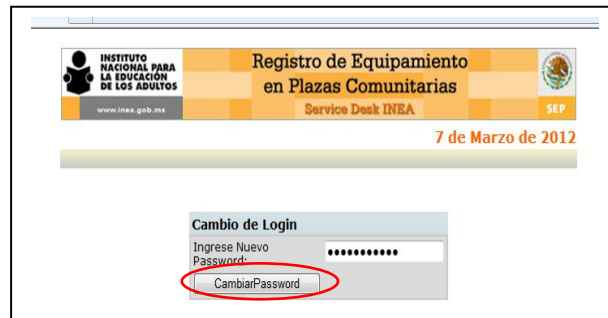 INSTITUTO
NACIONAL PARA
LA EDUCACIÓN
DE LOS ADULTOS
www.inea.gob.mx
Registro de Equipamiento
en Plazas Comunitarias
Service Desk INEA
SEP
7 de Marzo de 2012
Cambio de Login
Ingrese Nuevo
Password:
•••••••••••
CambiarPassword